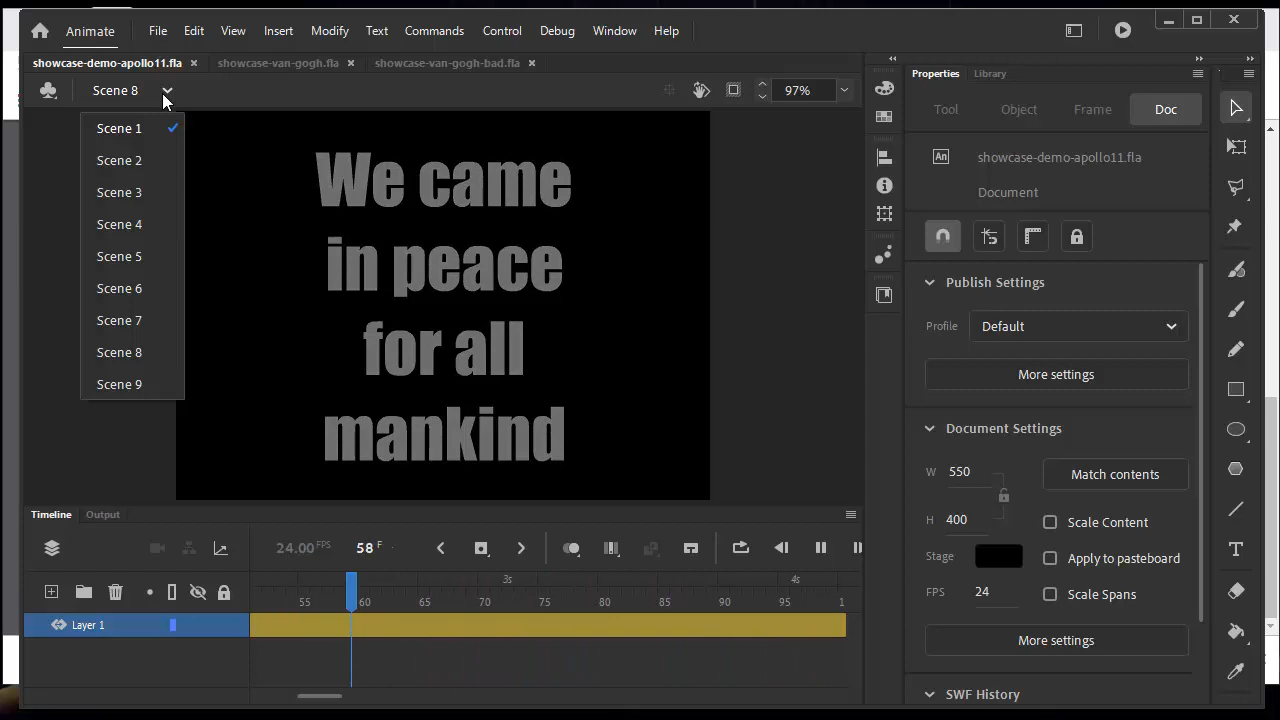 Animate File Edit View Insert Modify Text Commands Control Debug Window Help
showcase-demo-apollo11.fla × showcase-van-gogh.fla × showcase-van-gogh-bad.fla ×
Scene 8 97%
Scene 1
Scene 2
Scene 3
Scene 4
Scene 5
Scene 6
Scene 7
Scene 8
Scene 9
We came
in peace
for all
mankind
Properties Library
Tool Object Frame Doc
An showcase-demo-apollo11.fla
Document
Publish Settings
Profile Default
More settings
Document Settings
W 550 Match contents
H 400 Scale Content
Stage Apply to pasteboard
FPS 24 Scale Spans
More settings
SWF History
Timeline Output
24.00 FPS 58 F
3s 4s
55 60 65 70 75 80 85 90 95 1
Layer 1